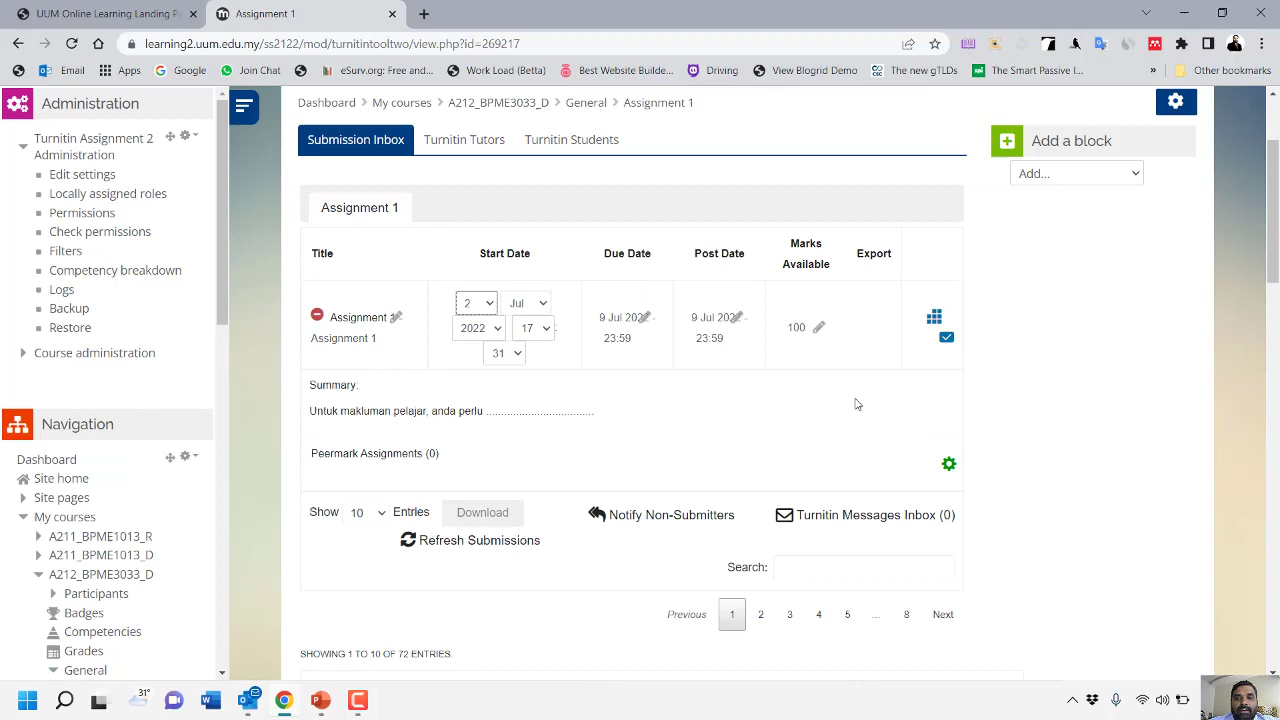 UUM Online Learning Landing P
Assignment 1
learning2.uum.edu.my/ss2122/mod/turnitintooltwo/view.php?id=269217
Email
Apps
Google
Join Chat
eSurv.org: Free and...
Work Load (Betta)
Best Website Builde...
Drimg
View Blogrid Demo
The new gTLDs
The Smart Passive I...
»
Other bookmarks
Administration
Turnitin Assignment 2
Administration
Edit settings
Locally assigned roles
Permissions
Check permissions
Filters
Competency breakdown
Logs
Backup
Restore
Course administration
Navigation
Dashboard
Site home
Site pages
My courses
A211_BPME1013_R
A211_BPME1013_D
A212_BPME3033_D
Participants
Badges
Competencies
Grades
General
Dashboard > My courses > A212_BPME3033_D > General > Assignment 1
Submission Inbox
Turnitin Tutors
Turnitin Students
Assignment 1
Title
Start Date
Due Date
Post Date
Marks
Available
Export
Assignment 1
Assignment 1
2
Jul
2022
17
31
9 Jul 2022 -
23:59
9 Jul 2022 -
23:59
100
Summary:
Untuk makluman pelajar, anda perlu ....................................
Peermark Assignments (0)
Show
10
Entries
Download
Notify Non-Submitters
Turnitin Messages Inbox (0)
Refresh Submissions
Search:
Previous
1
2
3
4
5
...
8
Next
SHOWING 1 TO 10 OF 72 ENTRIES.
Add a block
Add...
31°